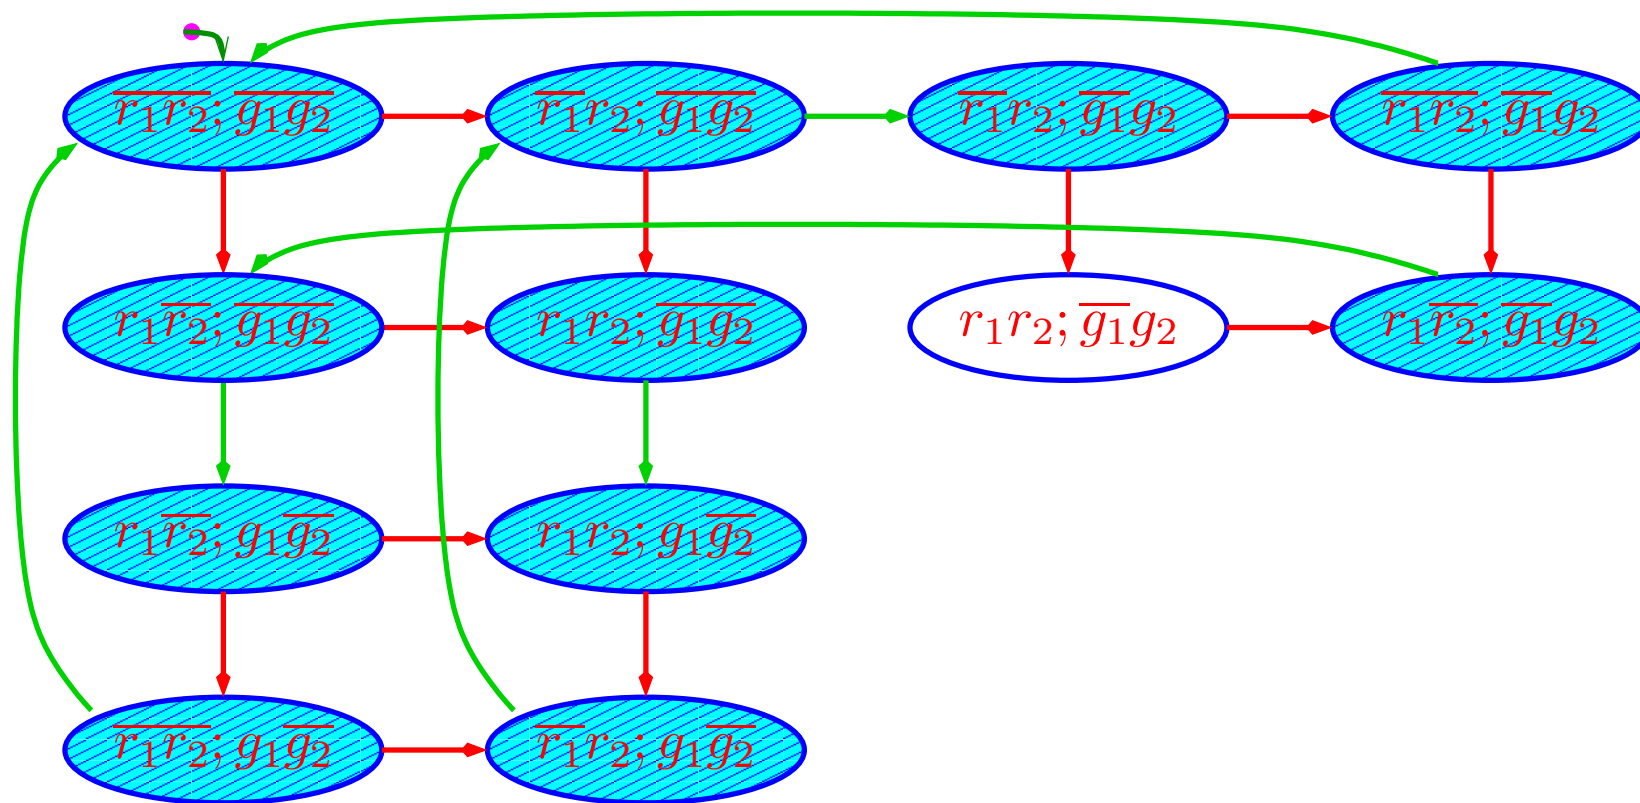 $\overline{r_1 r_2}; \overline{g_1 g_2}$ $\overline{r_1} r_2; \overline{g_1 g_2}$ $\overline{r_1} r_2; \overline{g_1} g_2$ $\overline{r_1 r_2}; \overline{g_1} g_2$
$r_1 \overline{r_2}; \overline{g_1 g_2}$ $r_1 r_2; \overline{g_1 g_2}$ $r_1 r_2; \overline{g_1} g_2$ $r_1 \overline{r_2}; \overline{g_1} g_2$
$r_1 \overline{r_2}; g_1 \overline{g_2}$ $r_1 r_2; g_1 \overline{g_2}$
$\overline{r_1 r_2}; g_1 \overline{g_2}$ $\overline{r_1} r_2; g_1 \overline{g_2}$